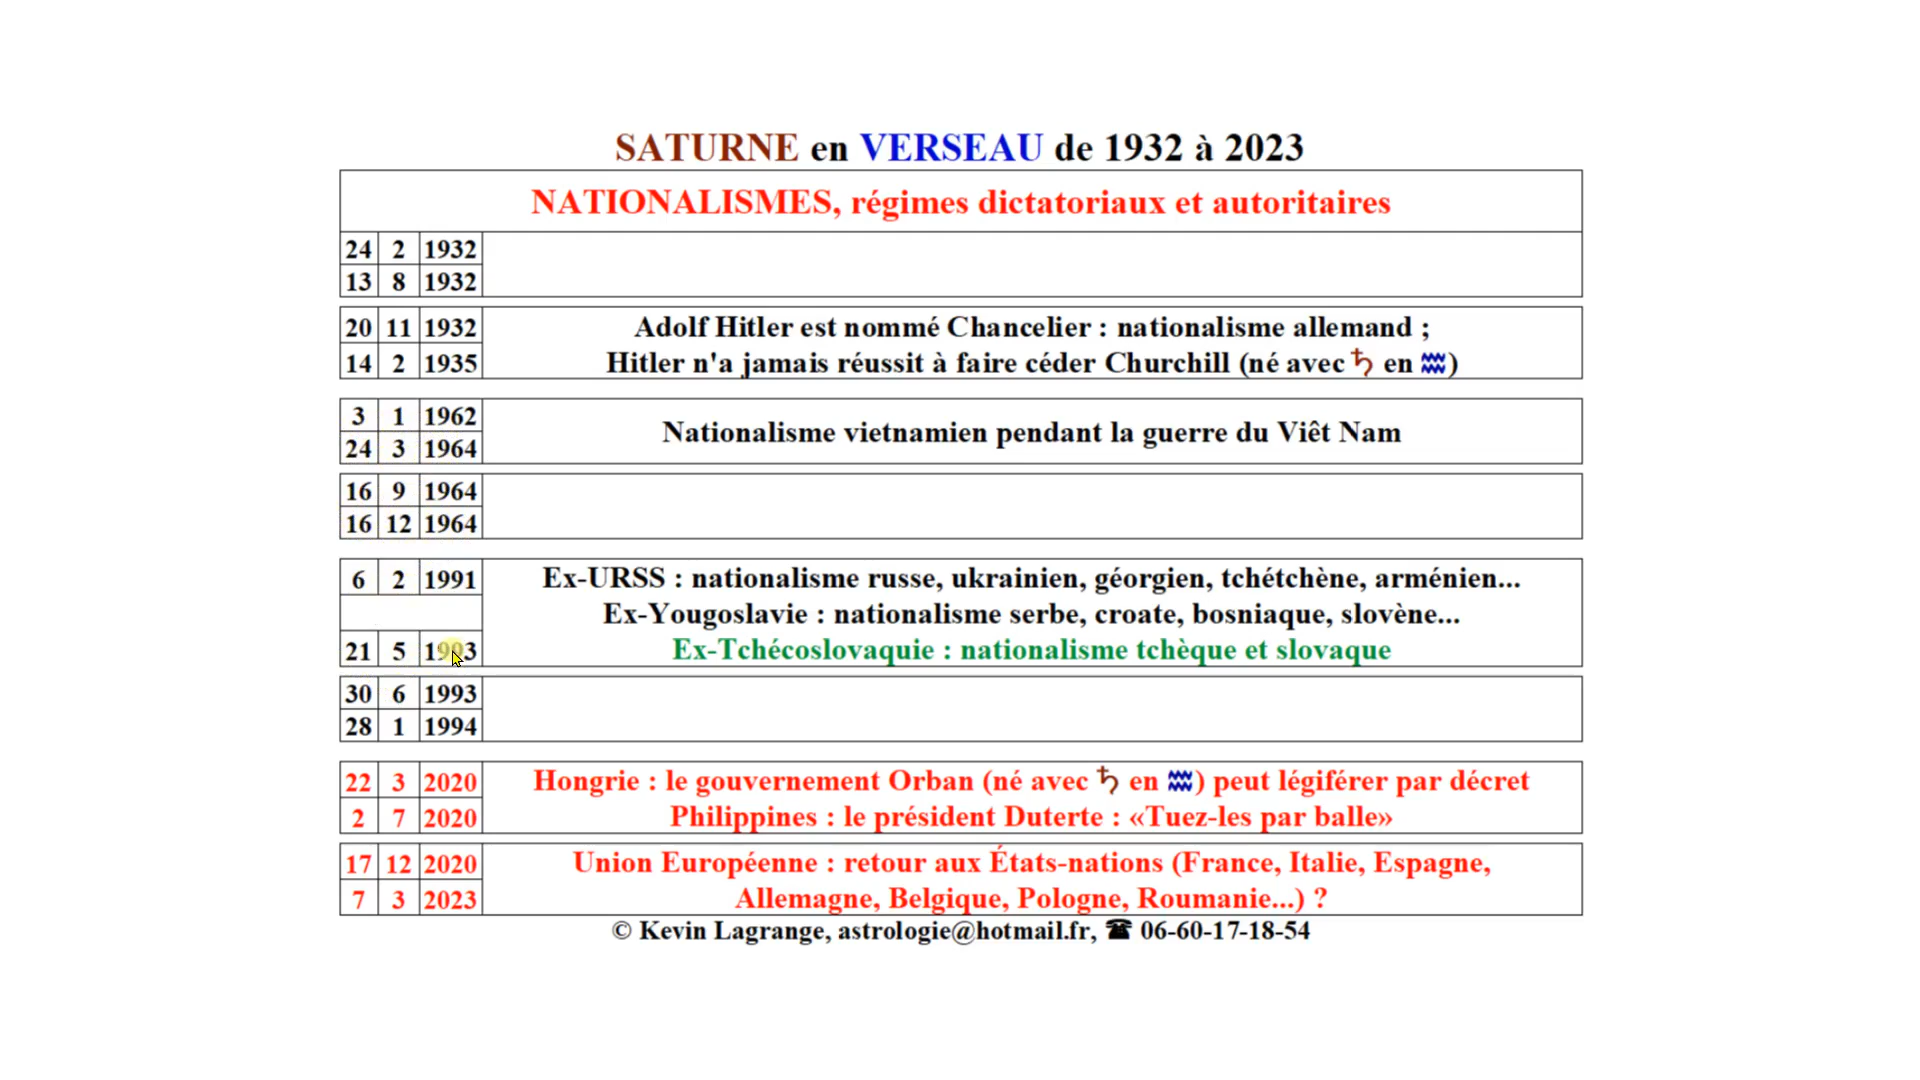 SATURNE en VERSEAU de 1932 à 2023
NATIONALISMES, régimes dictatoriaux et autoritaires
24 2 1932
13 8 1932
20 11 1932 Adolf Hitler est nommé Chancelier : nationalisme allemand ;
14 2 1935 Hitler n'a jamais réussit à faire céder Churchill (né avec ♄ en ♒)
3 1 1962
Nationalisme vietnamien pendant la guerre du Viêt Nam
24 3 1964
16 9 1964
16 12 1964
6 2 1991 Ex-URSS : nationalisme russe, ukrainien, géorgien, tchétchène, arménien...
Ex-Yougoslavie : nationalisme serbe, croate, bosniaque, slovène...
21 5 1993 Ex-Tchécoslovaquie : nationalisme tchèque et slovaque
30 6 1993
28 1 1994
22 3 2020 Hongrie : le gouvernement Orban (né avec ♄ en ♒) peut légiférer par décret
2 7 2020 Philippines : le président Duterte : «Tuez-les par balle»
17 12 2020 Union Européenne : retour aux États-nations (France, Italie, Espagne,
7 3 2023 Allemagne, Belgique, Pologne, Roumanie...) ?
© Kevin Lagrange, astrologie@hotmail.fr, ☎ 06-60-17-18-54